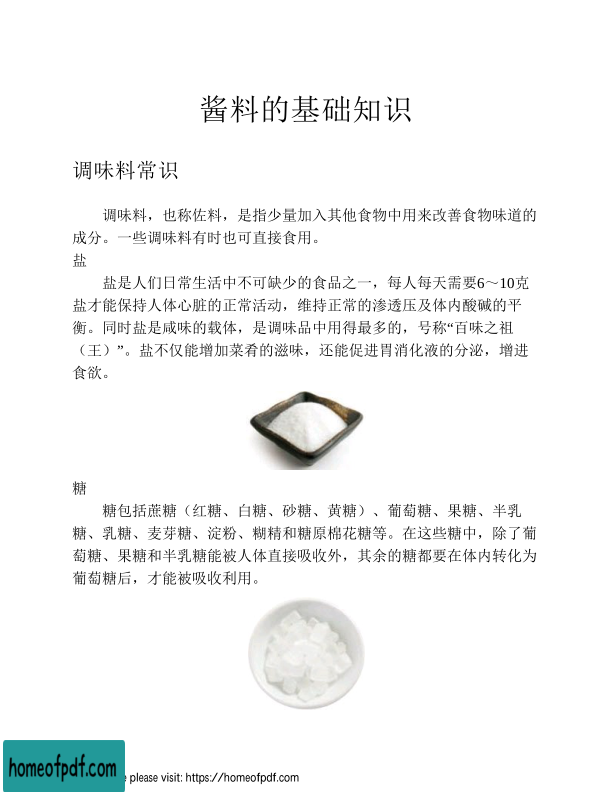 酱料的基础知识
调味料常识
调味料，也称佐料，是指少量加入其他食物中用来改善食物味道的
成分。一些调味料有时也可直接食用。
盐
盐是人们日常生活中不可缺少的食品之一，每人每天需要6～10克
盐才能保持人体心脏的正常活动，维持正常的渗透压及体内酸碱的平
衡。同时盐是咸味的载体，是调味品中用得最多的，号称“百味之祖
（王）”。盐不仅能增加菜肴的滋味，还能促进胃消化液的分泌，增进
食欲。
糖
糖包括蔗糖（红糖、白糖、砂糖、黄糖）、葡萄糖、果糖、半乳
糖、乳糖、麦芽糖、淀粉、糊精和糖原棉花糖等。在这些糖中，除了葡
萄糖、果糖和半乳糖能被人体直接吸收外，其余的糖都要在体内转化为
葡萄糖后，才能被吸收利用。
homeofpdf.com
e please visit: https://homeofpdf.com